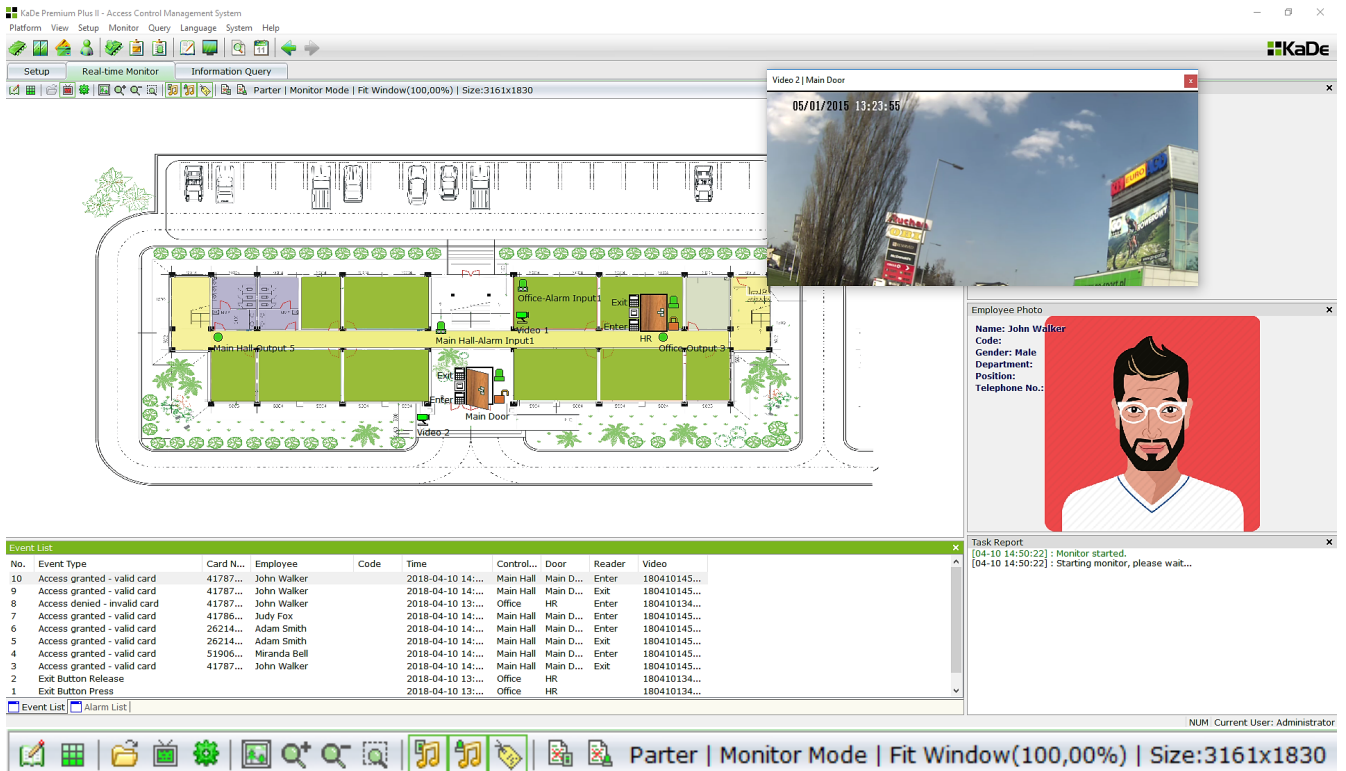 KaDe Premium Plus II - Access Control Management System
Platform View Setup Monitor Query Language System Help
KaDe
Setup Real-time Monitor Information Query
Parter | Monitor Mode | Fit Window(100,00%) | Size:3161x1830
Video 2 | Main Door
05/01/2015 13:23:55
Auchan
EURO
Office-Alarm Input1
Exit
Video 1
Enter
HR
Main Hall-Alarm Input1
Main Hall-Output 5
Office-Output 3
Exit
Enter
Main Door
Video 2
Employee Photo
Name: John Walker
Code:
Gender: Male
Department:
Position:
Telephone No.:
Event List
No. Event Type Card N... Employee Code Time Control... Door Reader Video
10 Access granted - valid card 41787... John Walker 2018-04-10 14:... Main Hall Main D... Enter 180410145...
9 Access granted - valid card 41787... John Walker 2018-04-10 14:... Main Hall Main D... Exit 180410145...
8 Access denied - invalid card 41787... John Walker 2018-04-10 13:... Office HR Enter 180410134...
7 Access granted - valid card 41786... Judy Fox 2018-04-10 14:... Main Hall Main D... Enter 180410145...
6 Access granted - valid card 26214... Adam Smith 2018-04-10 14:... Main Hall Main D... Enter 180410145...
5 Access granted - valid card 26214... Adam Smith 2018-04-10 14:... Main Hall Main D... Exit 180410145...
4 Access granted - valid card 51906... Miranda Bell 2018-04-10 14:... Main Hall Main D... Enter 180410145...
3 Access granted - valid card 41787... John Walker 2018-04-10 14:... Main Hall Main D... Exit 180410145...
2 Exit Button Release 2018-04-10 13:... Office HR 180410134...
1 Exit Button Press 2018-04-10 13:... Office HR 180410134...
Event List Alarm List
Task Report
[04-10 14:50:22] : Monitor started.
[04-10 14:50:22] : Starting monitor, please wait...
NUM Current User: Administrator
Parter | Monitor Mode | Fit Window(100,00%) | Size:3161x1830